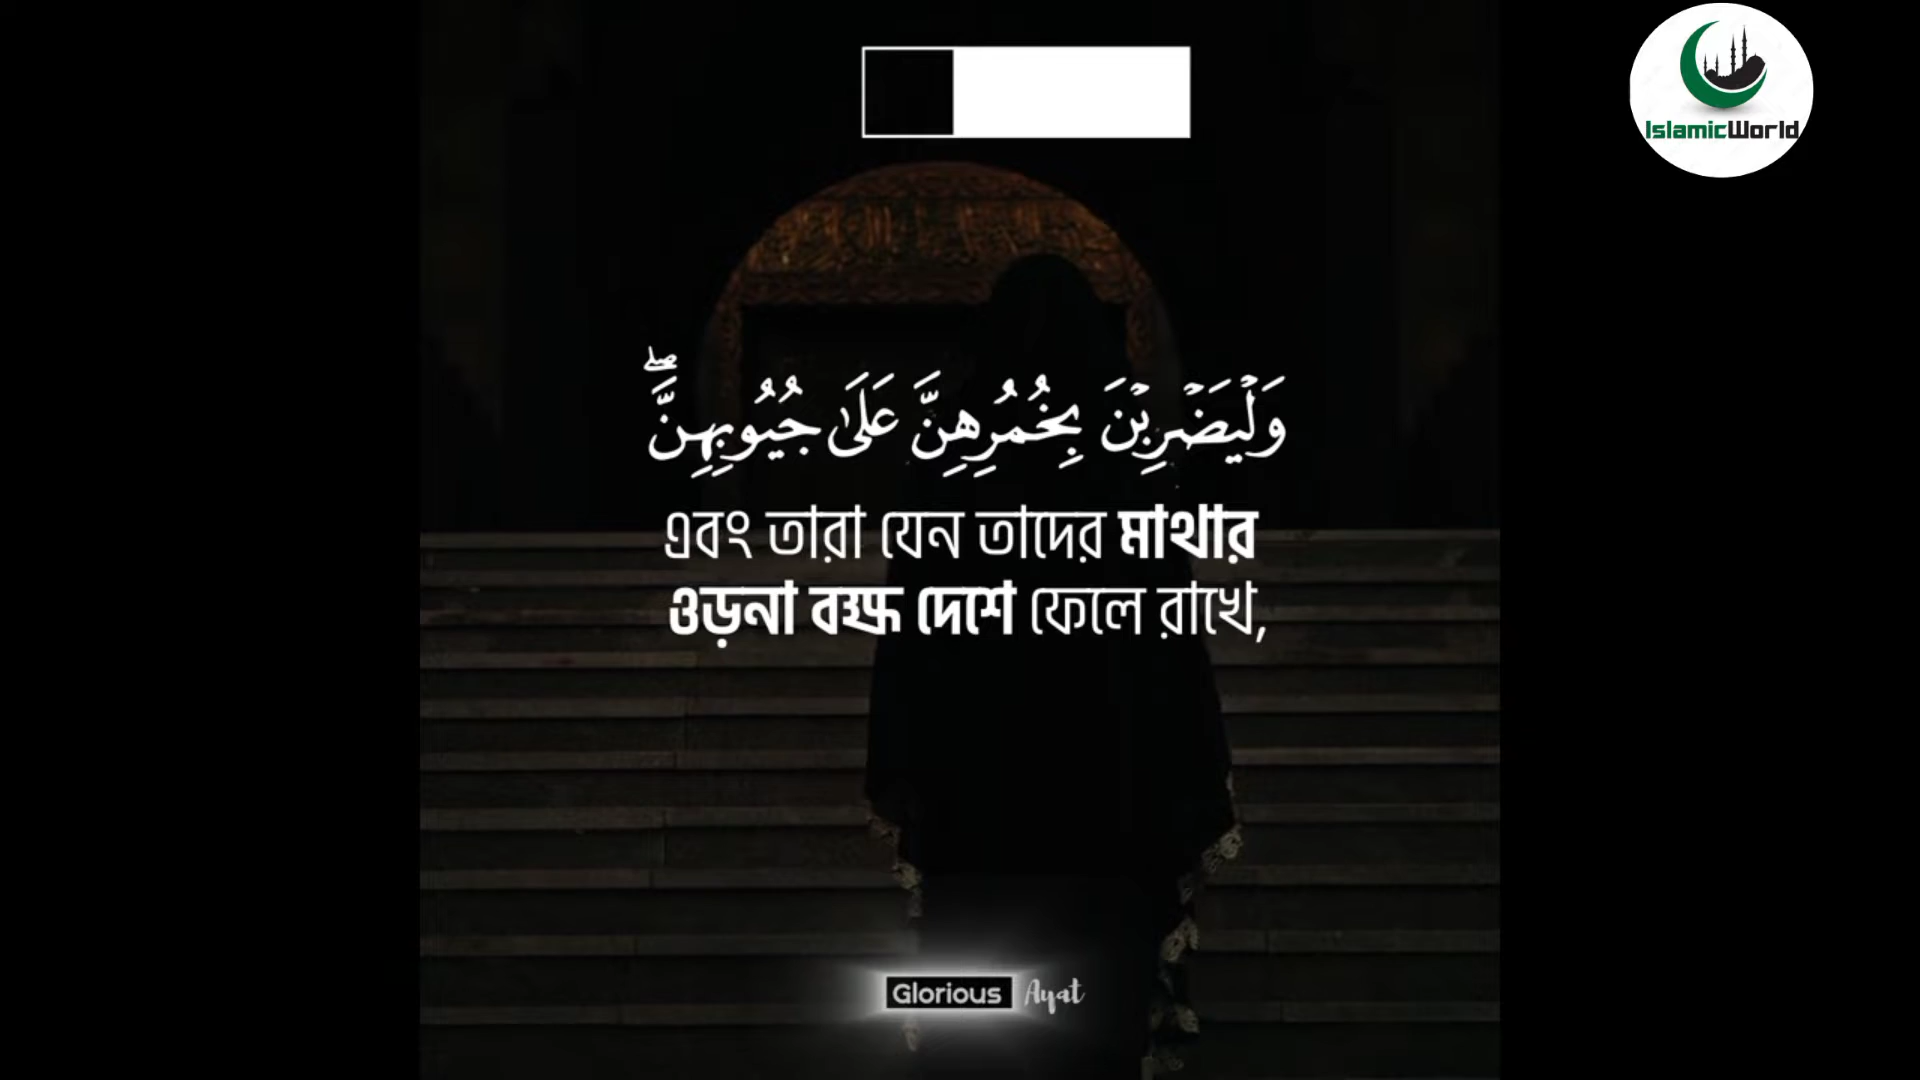 IslamicWorld
وَلْيَضْرِبْنَ بِخُمُرِهِنَّ عَلَىٰ جُيُوبِهِنَّ ۖ
এবং তারা যেন তাদের মাথার
ওড়না বক্ষ দেশে ফেলে রাখে,
Glorious Ayat